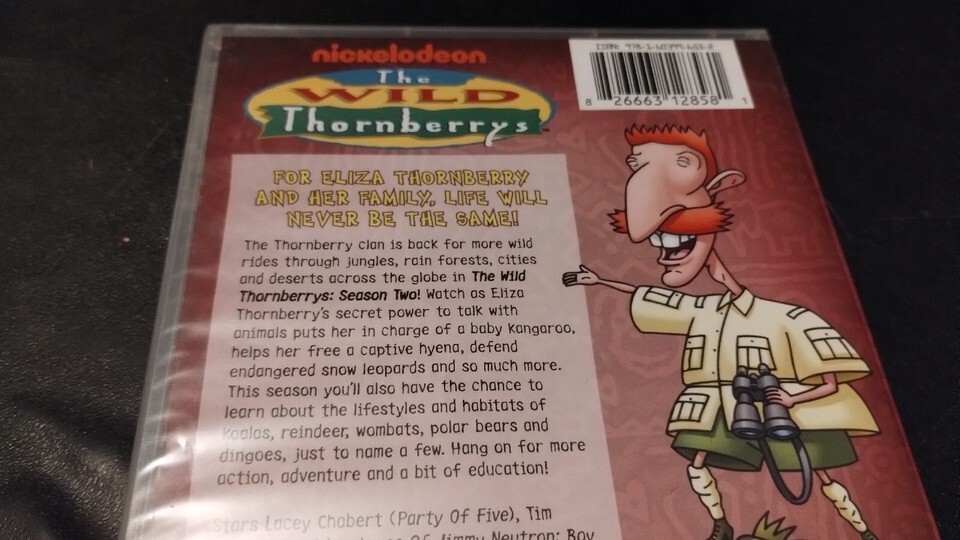 nickelodeon
The
WILD
Thornberrys
8 26663 12858 1
FOR ELIZA THORNBERRY
AND HER FAMILY, LIFE WILL
NEVER BE THE SAME!
The Thornberry clan is back for more wild
rides through jungles, rain forests, cities
and deserts across the globe in The Wild
Thornberrys: Season Two! Watch as Eliza
Thornberry's secret power to talk with
animals puts her in charge of a baby kangaroo,
helps her free a captive hyena, defend
endangered snow leopards and so much more.
This season you'll also have the chance to
learn about the lifestyles and habitats of
koalas, reindeer, wombats, polar bears and
dingoes, just to name a few. Hang on for more
action, adventure and a bit of education!
Stars Lacey Chabert (Party Of Five), Tim
Of Jimmy Neutron: Boy